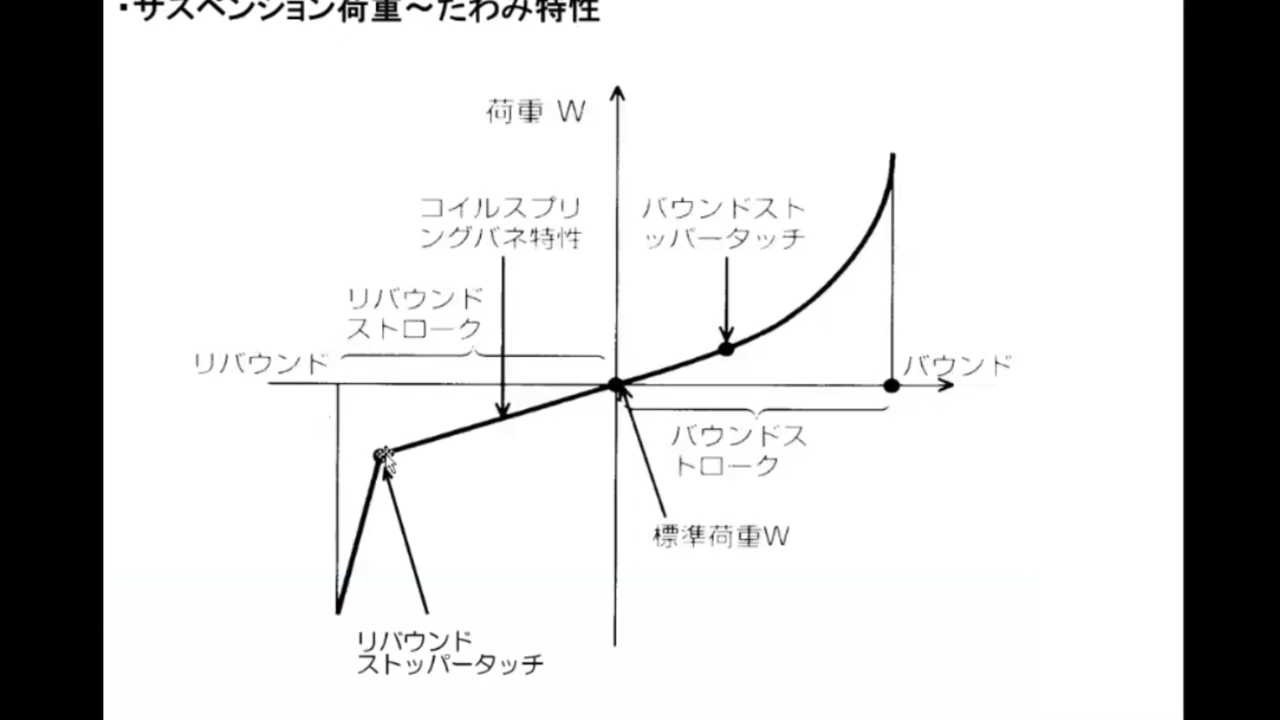 ・サスペンション荷重～たわみ特性
荷重 W
コイルスプリ
ングバネ特性
バウンドスト
ッパータッチ
リバウンド
ストローク
リバウンド
バウンド
バウンドス
トローク
標準荷重W
リバウンド
ストッパータッチ